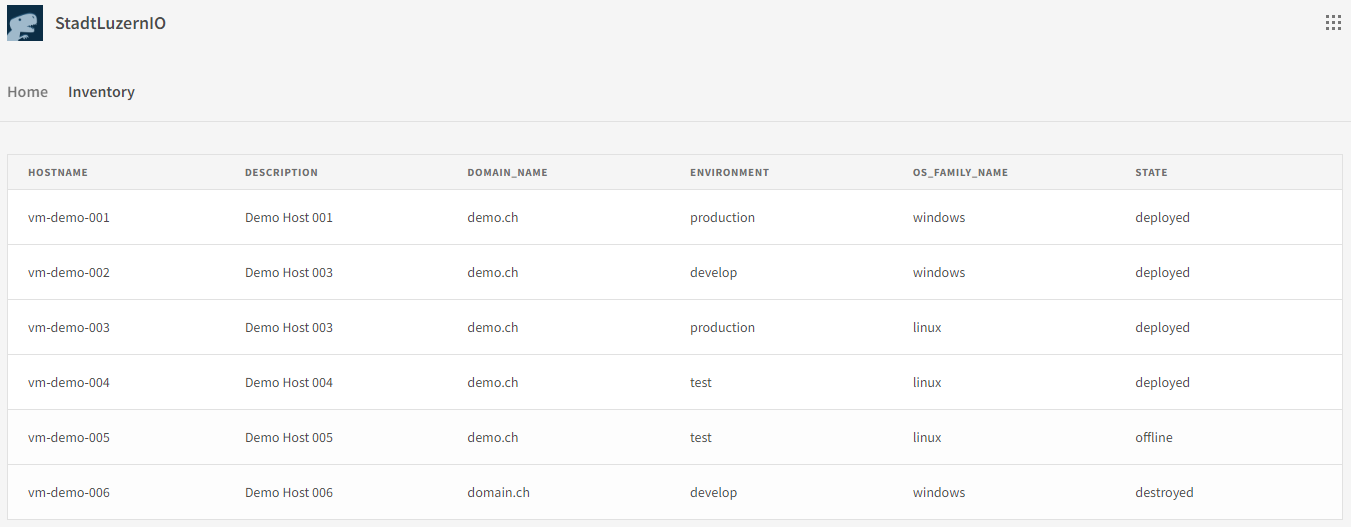 StadtLuzernIO
Home Inventory
HOSTNAME DESCRIPTION DOMAIN_NAME ENVIRONMENT OS_FAMILY_NAME STATE
vm-demo-001 Demo Host 001 demo.ch production windows deployed
vm-demo-002 Demo Host 003 demo.ch develop windows deployed
vm-demo-003 Demo Host 003 demo.ch production linux deployed
vm-demo-004 Demo Host 004 demo.ch test linux deployed
vm-demo-005 Demo Host 005 demo.ch test linux offline
vm-demo-006 Demo Host 006 domain.ch develop windows destroyed